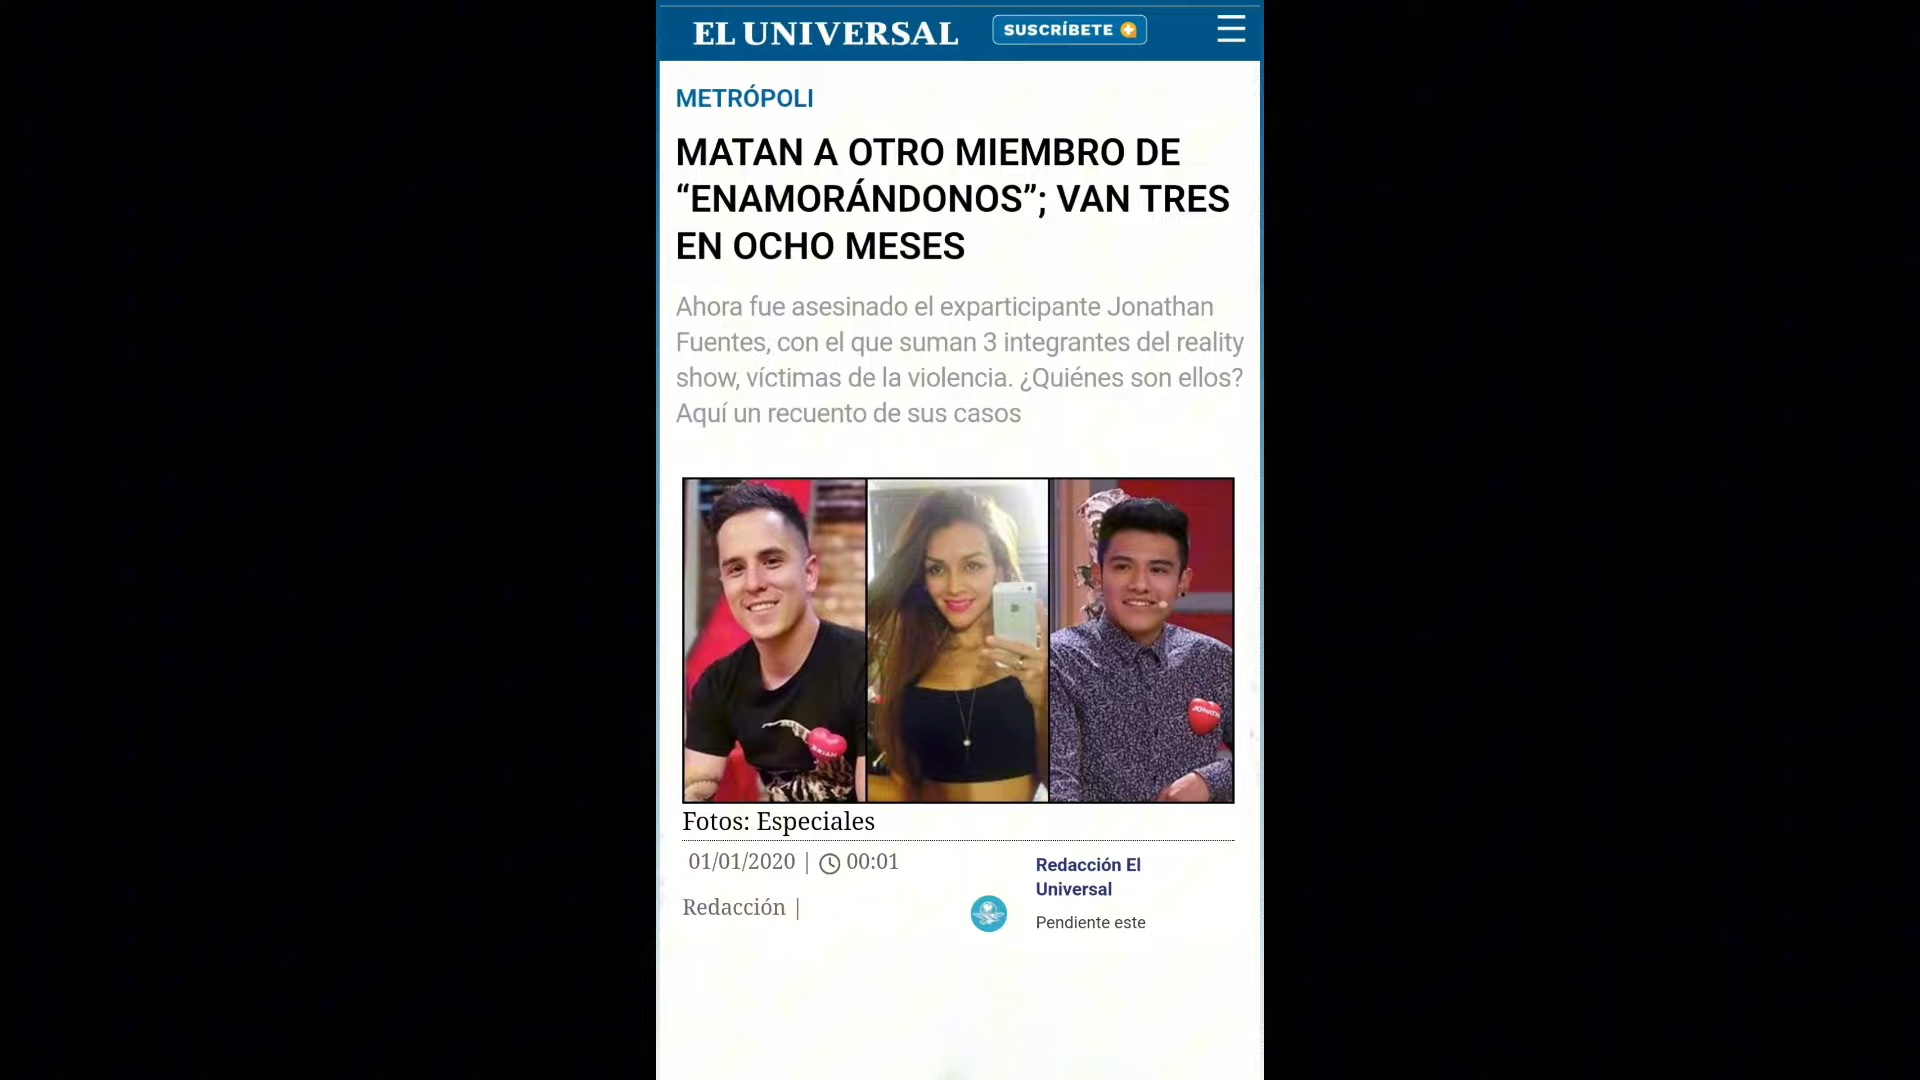 EL UNIVERSAL
SUSCRÍBETE
METRÓPOLI
MATAN A OTRO MIEMBRO DE
“ENAMORÁNDONOS”; VAN TRES
EN OCHO MESES
Ahora fue asesinado el exparticipante Jonathan
Fuentes, con el que suman 3 integrantes del reality
show, víctimas de la violencia. ¿Quiénes son ellos?
Aquí un recuento de sus casos
BRIAN
Fotos: Especiales
01/01/2020 | 00:01
Redacción |
Redacción El
Universal
Pendiente este